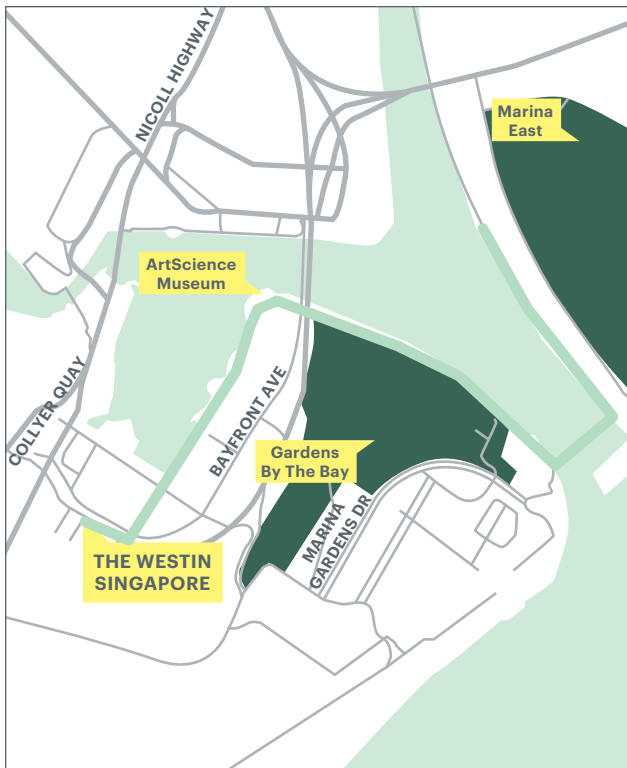 NICOLL HIGHWAY
Marina
East
ArtScience
Museum
COLLYER QUAY
BAYFRONT AVE
Gardens
By The Bay
MARINA
GARDENS DR
THE WESTIN
SINGAPORE